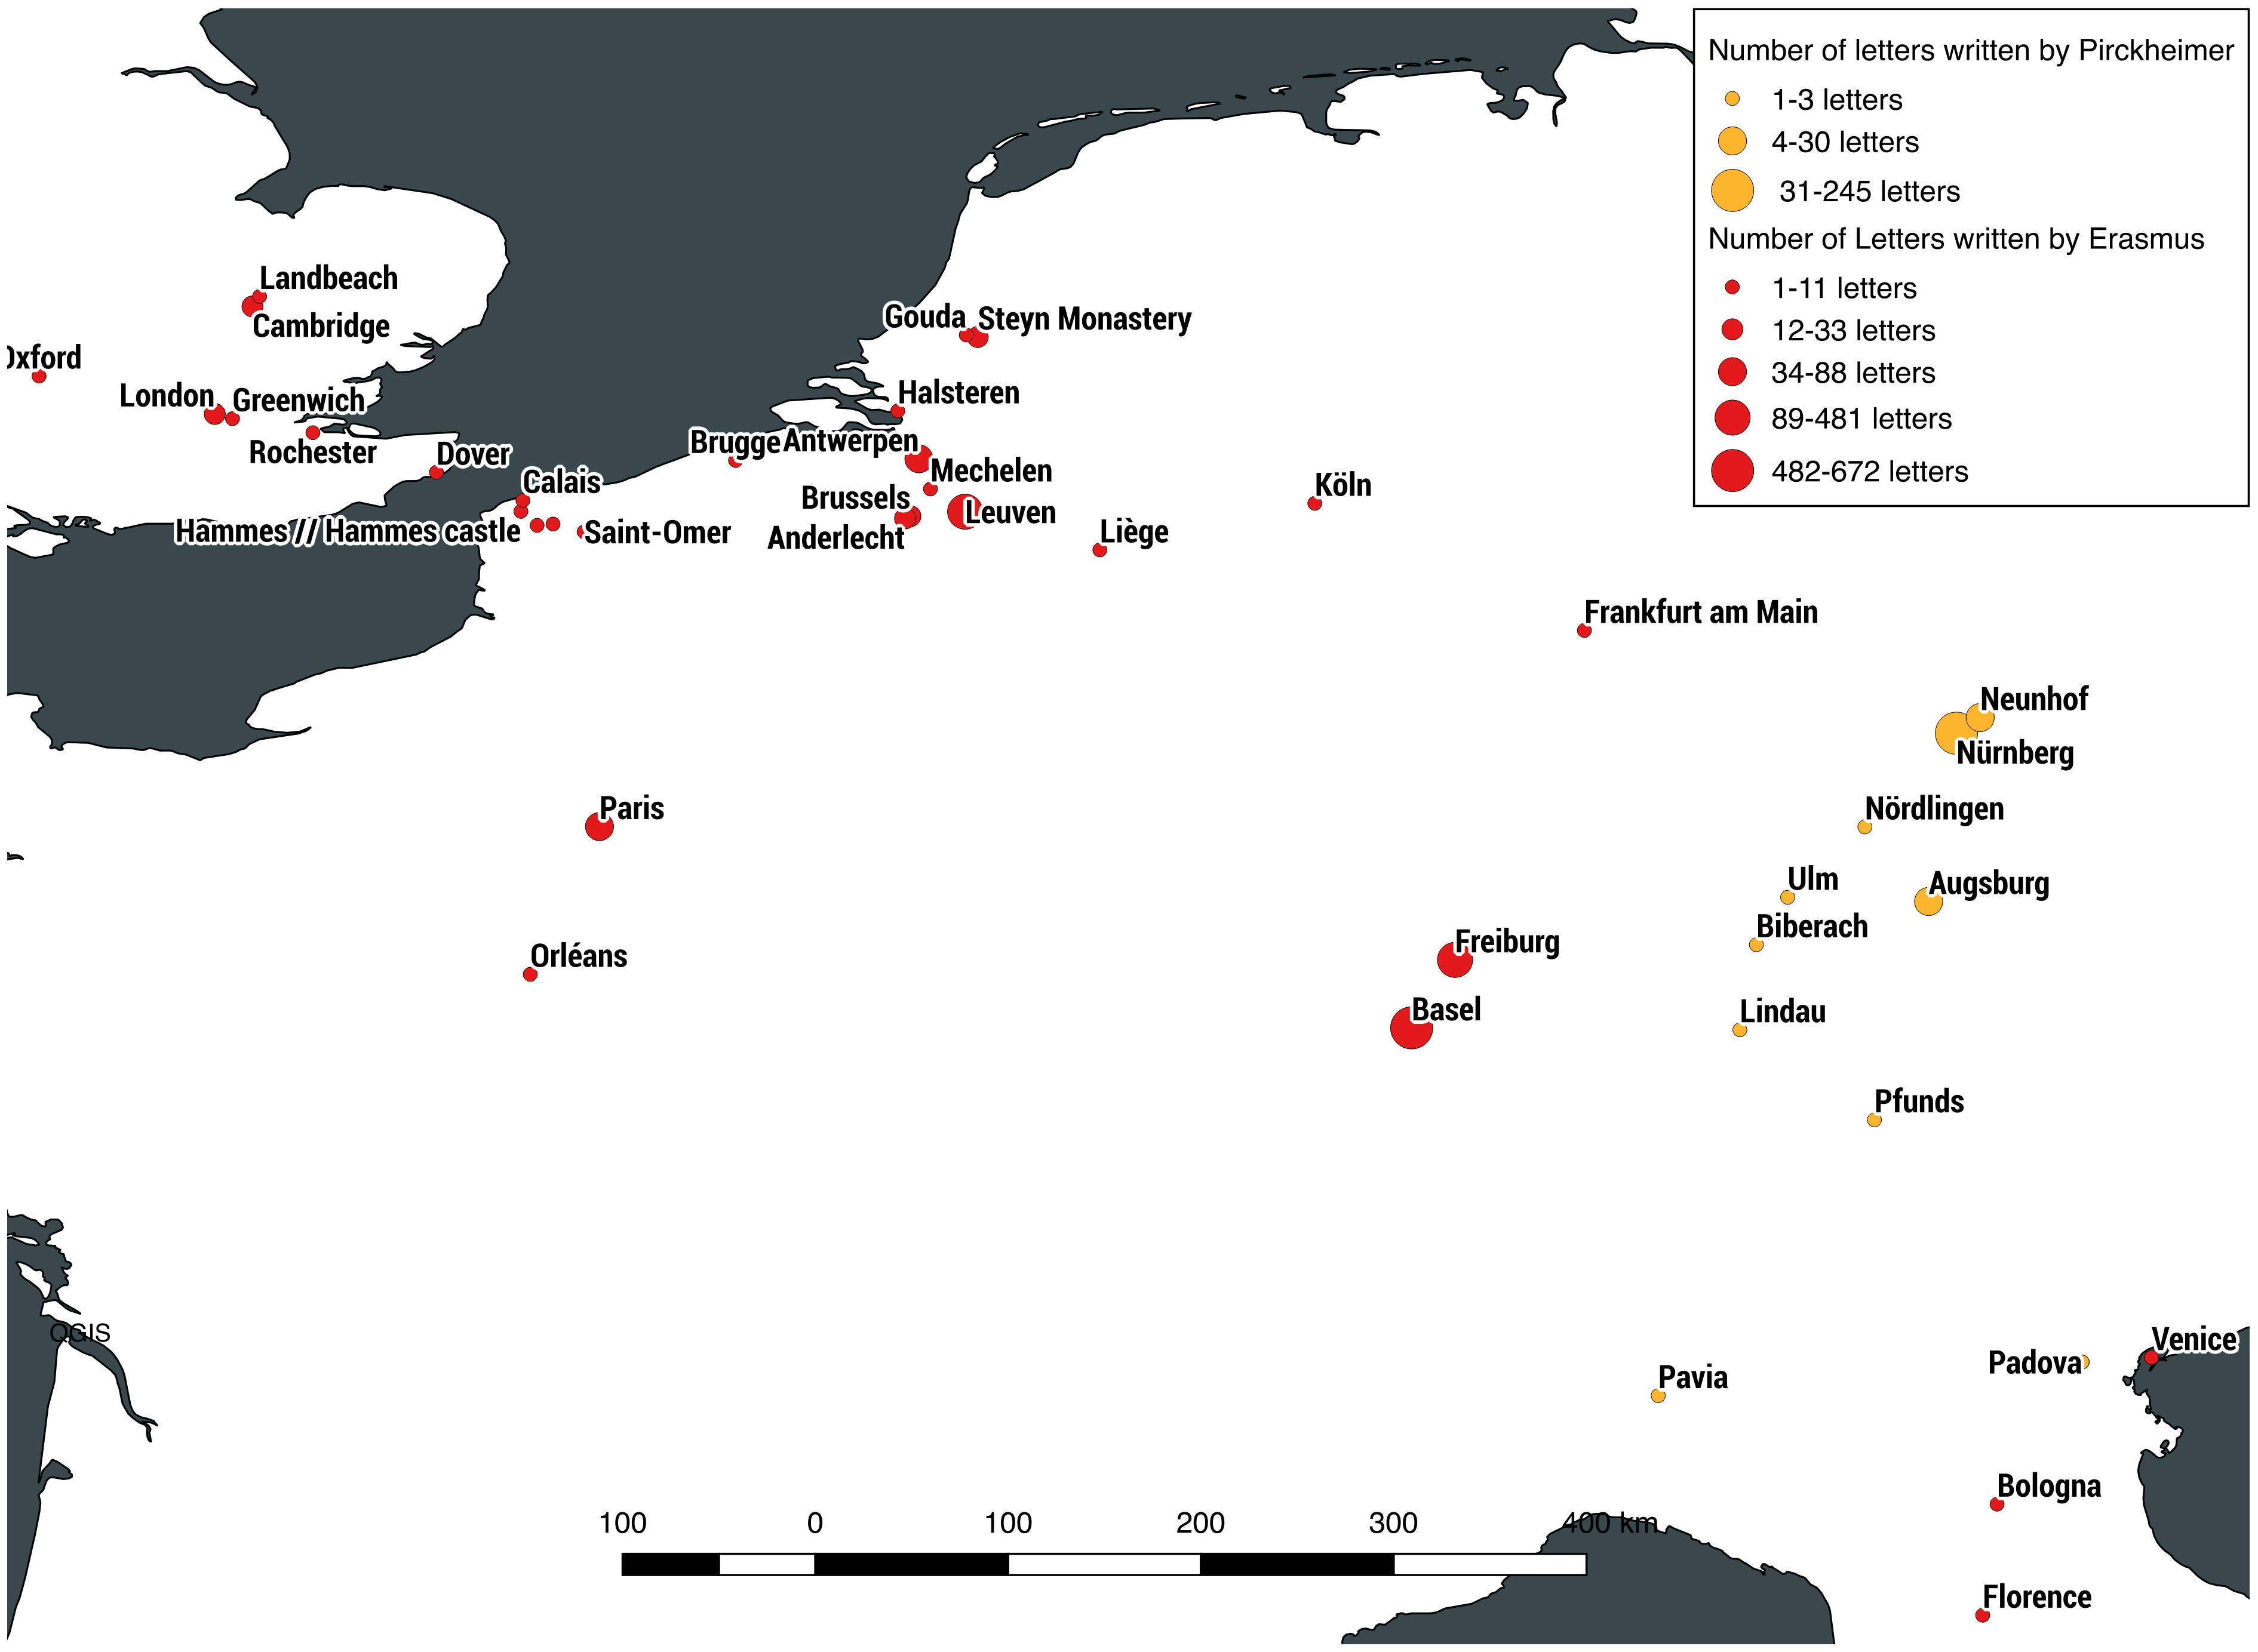 Number of letters written by Pirckheimer
1-3 letters
4-30 letters
31-245 letters
Number of Letters written by Erasmus
1-11 letters
12-33 letters
34-88 letters
89-481 letters
482-672 letters
Landbeach
Cambridge
Gouda
Steyn Monastery
Oxford
London
Greenwich
Halsteren
Rochester
Dover
Brugge
Antwerpen
Calais
Mechelen
Brussels
Köln
Hammes // Hammes castle
Saint-Omer
Leuven
Anderlecht
Liège
Frankfurt am Main
Neunhof
Nürnberg
Paris
Nördlingen
Ulm
Augsburg
Biberach
Freiburg
Orléans
Basel
Lindau
Pfunds
QGIS
Venice
Padova
Pavia
Bologna
100 0 100 200 300 400 km
Florence